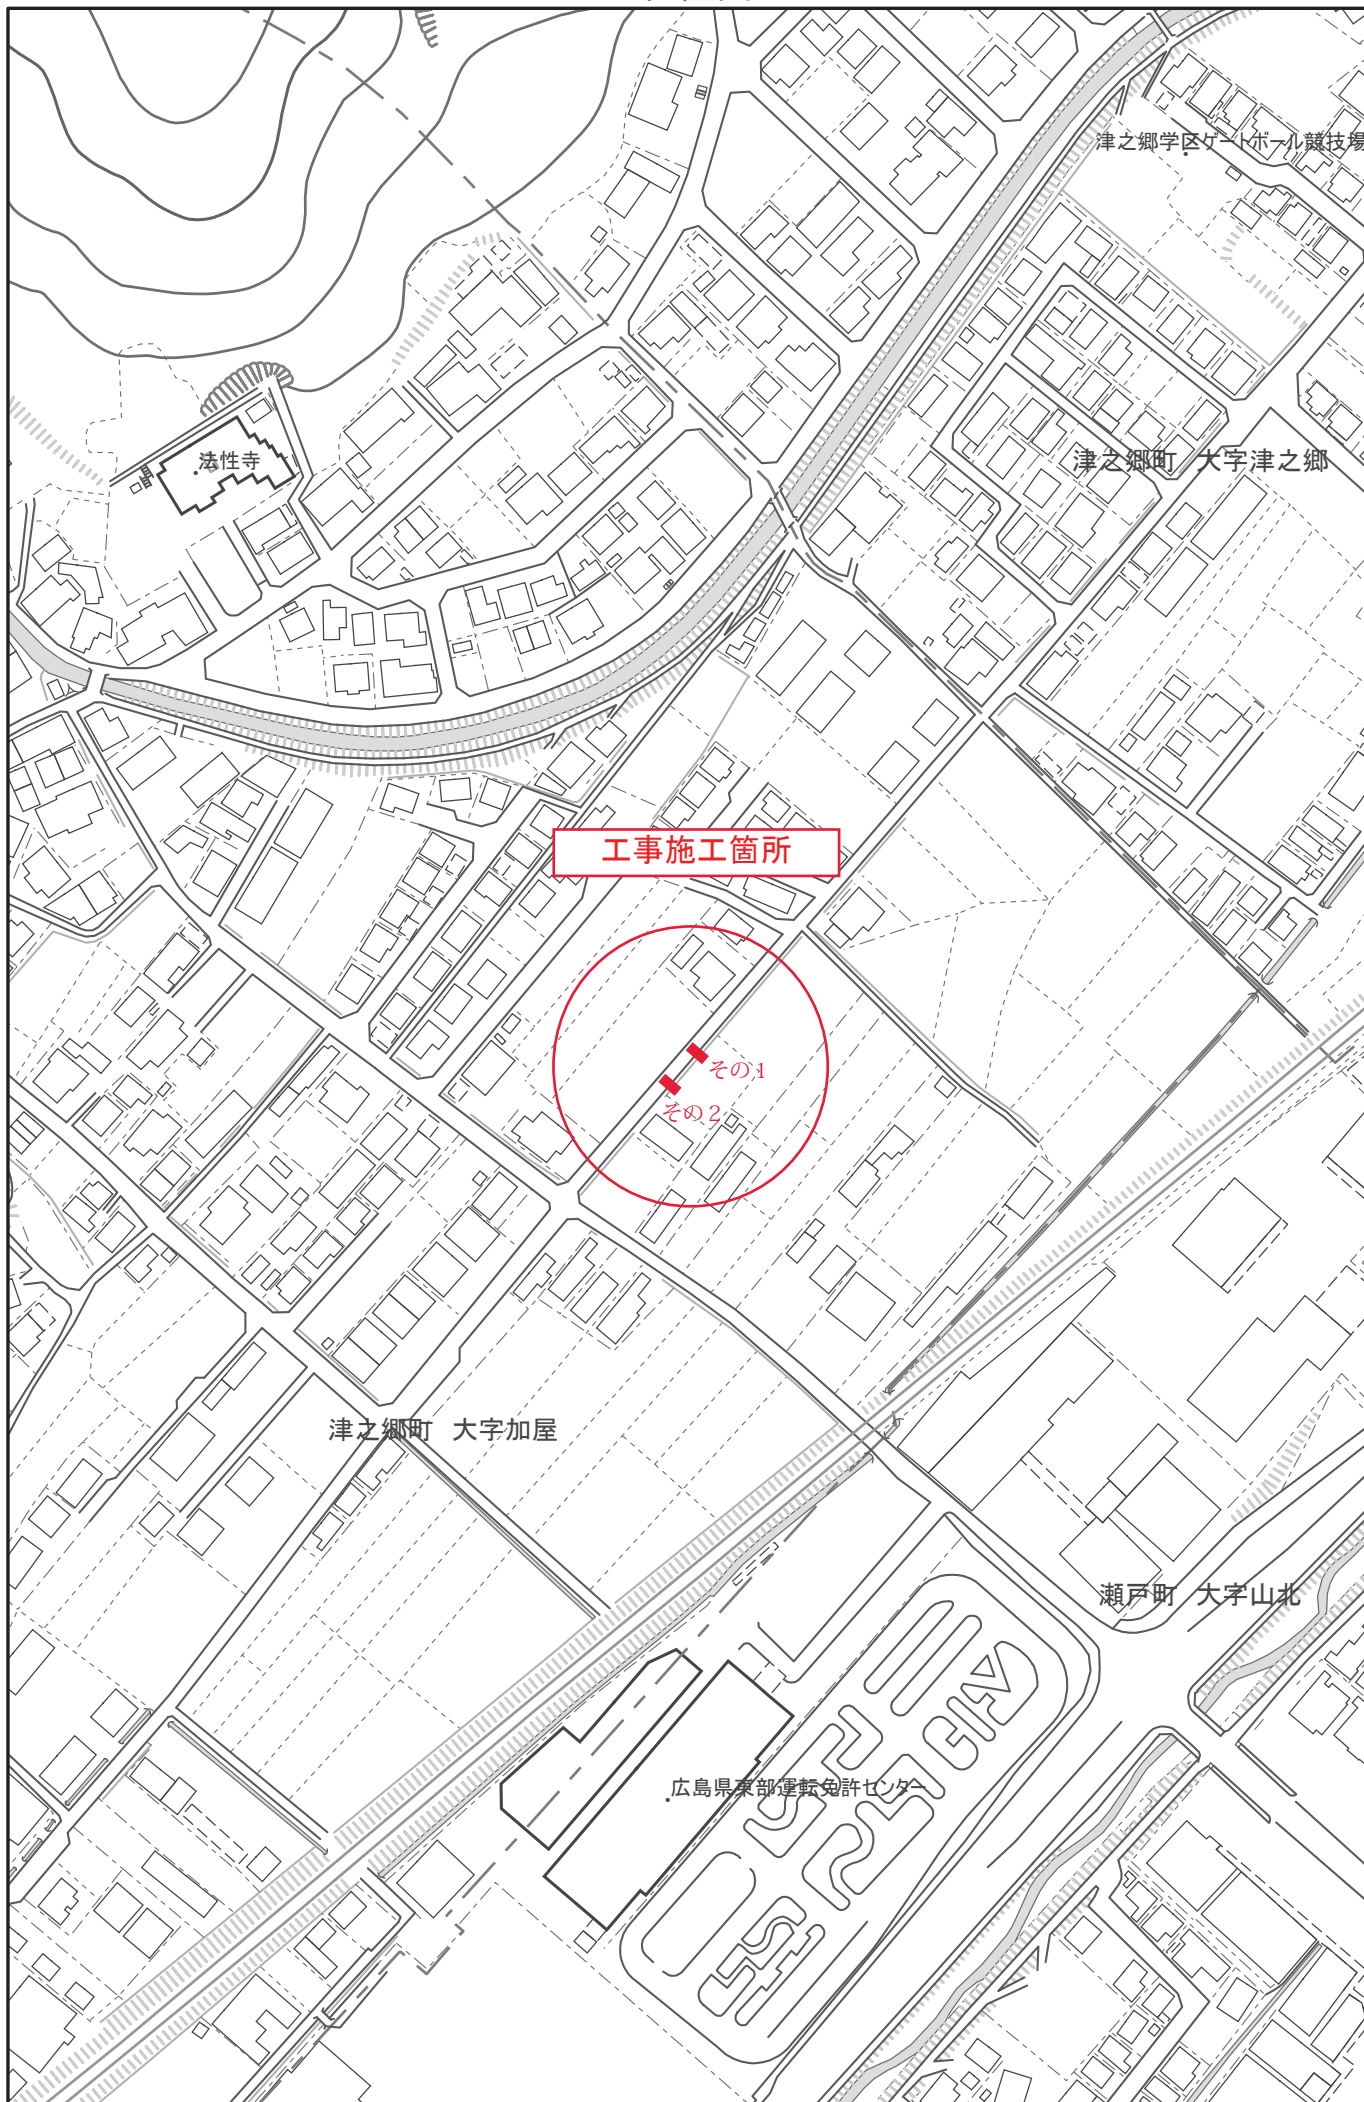 津之郷学区ゲートボール競技場
法性寺
津之郷町 大字津之郷
工事施工箇所
その1
その2
津之郷町 大字加屋
瀬戸町 大字山北
広島県東部運転免許センター